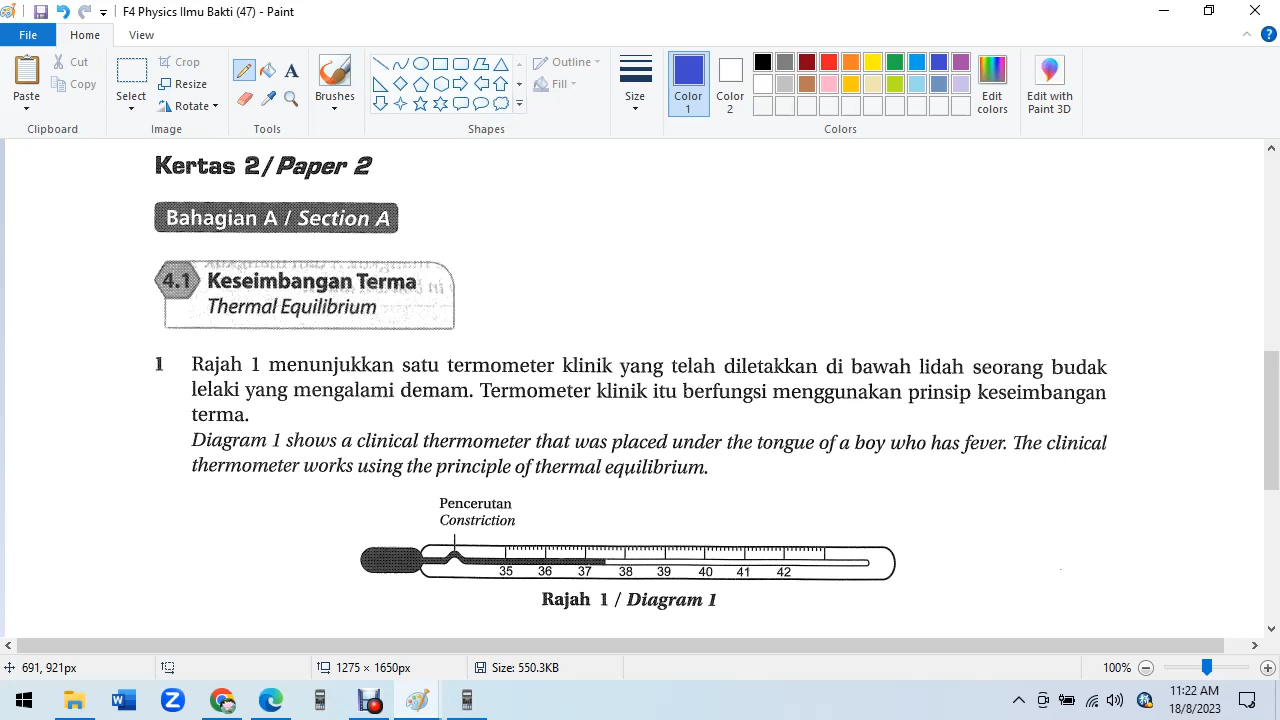 F4 Physics Ilmu Bakti (47) - Paint
File Home View
Paste
Cut
Copy
Clipboard
Select
Crop
Resize
Rotate
Image
A
Tools
Brushes
Shapes
Outline
Fill
Size
Color 1
Color 2
Edit colors
Colors
Edit with Paint 3D
Kertas 2/Paper 2
Bahagian A / Section A
4.1 Keseimbangan Terma
Thermal Equilibrium
1 Rajah 1 menunjukkan satu termometer klinik yang telah diletakkan di bawah lidah seorang budak
lelaki yang mengalami demam. Termometer klinik itu berfungsi menggunakan prinsip keseimbangan
terma.
Diagram 1 shows a clinical thermometer that was placed under the tongue of a boy who has fever. The clinical
thermometer works using the principle of thermal equilibrium.
Pencerutan
Constriction
35 36 37 38 39 40 41 42
Rajah 1 / Diagram 1
691, 921px
1275 × 1650px
Size: 550.3KB
100%
11:22 AM
18/8/2023